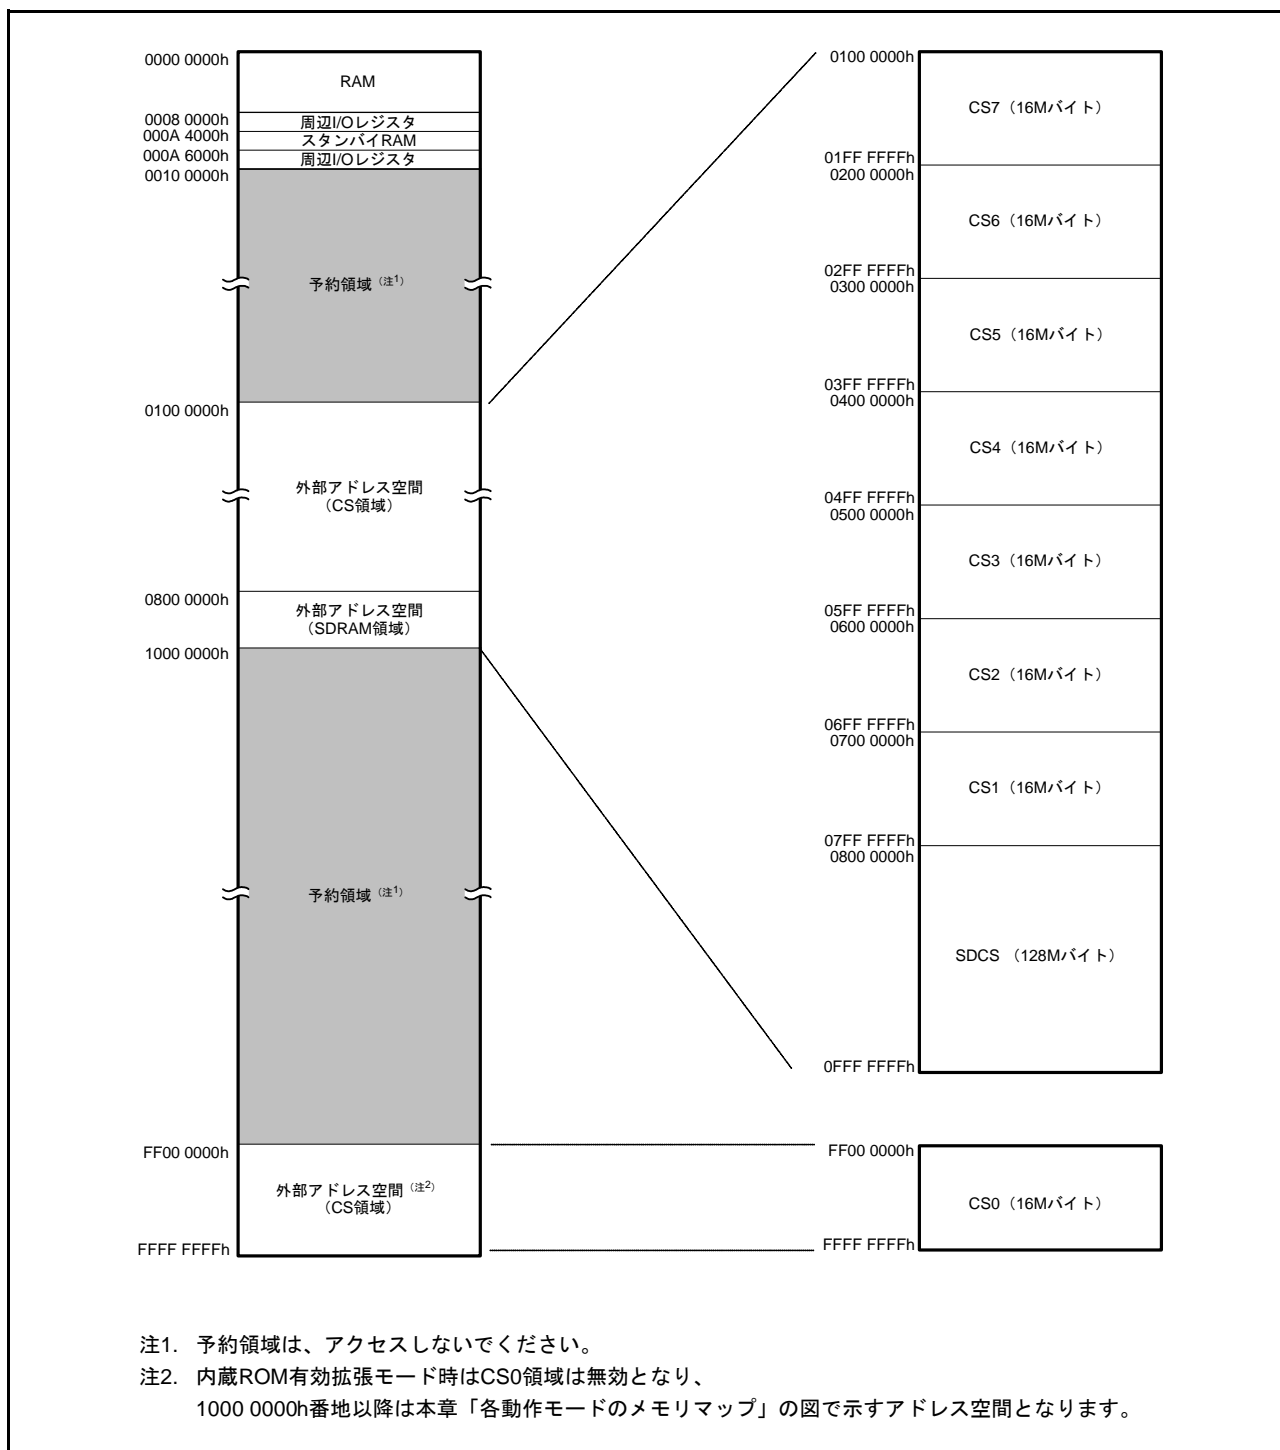 0000 0000h
RAM
0008 0000h
周辺I/Oレジスタ
000A 4000h
スタンバイRAM
000A 6000h
周辺I/Oレジスタ
0010 0000h
予約領域（注1）
0100 0000h
外部アドレス空間
（CS領域）
0800 0000h
外部アドレス空間
（SDRAM領域）
1000 0000h
予約領域（注1）
FF00 0000h
外部アドレス空間（注2）
（CS領域）
FFFF FFFFh
0100 0000h
CS7（16Mバイト）
01FF FFFFh
0200 0000h
CS6（16Mバイト）
02FF FFFFh
0300 0000h
CS5（16Mバイト）
03FF FFFFh
0400 0000h
CS4（16Mバイト）
04FF FFFFh
0500 0000h
CS3（16Mバイト）
05FF FFFFh
0600 0000h
CS2（16Mバイト）
06FF FFFFh
0700 0000h
CS1（16Mバイト）
07FF FFFFh
0800 0000h
SDCS （128Mバイト）
0FFF FFFFh
FF00 0000h
CS0（16Mバイト）
FFFF FFFFh
注1. 予約領域は、アクセスしないでください。
注2. 内蔵ROM有効拡張モード時はCS0領域は無効となり、
1000 0000h番地以降は本章「各動作モードのメモリマップ」の図で示すアドレス空間となります。